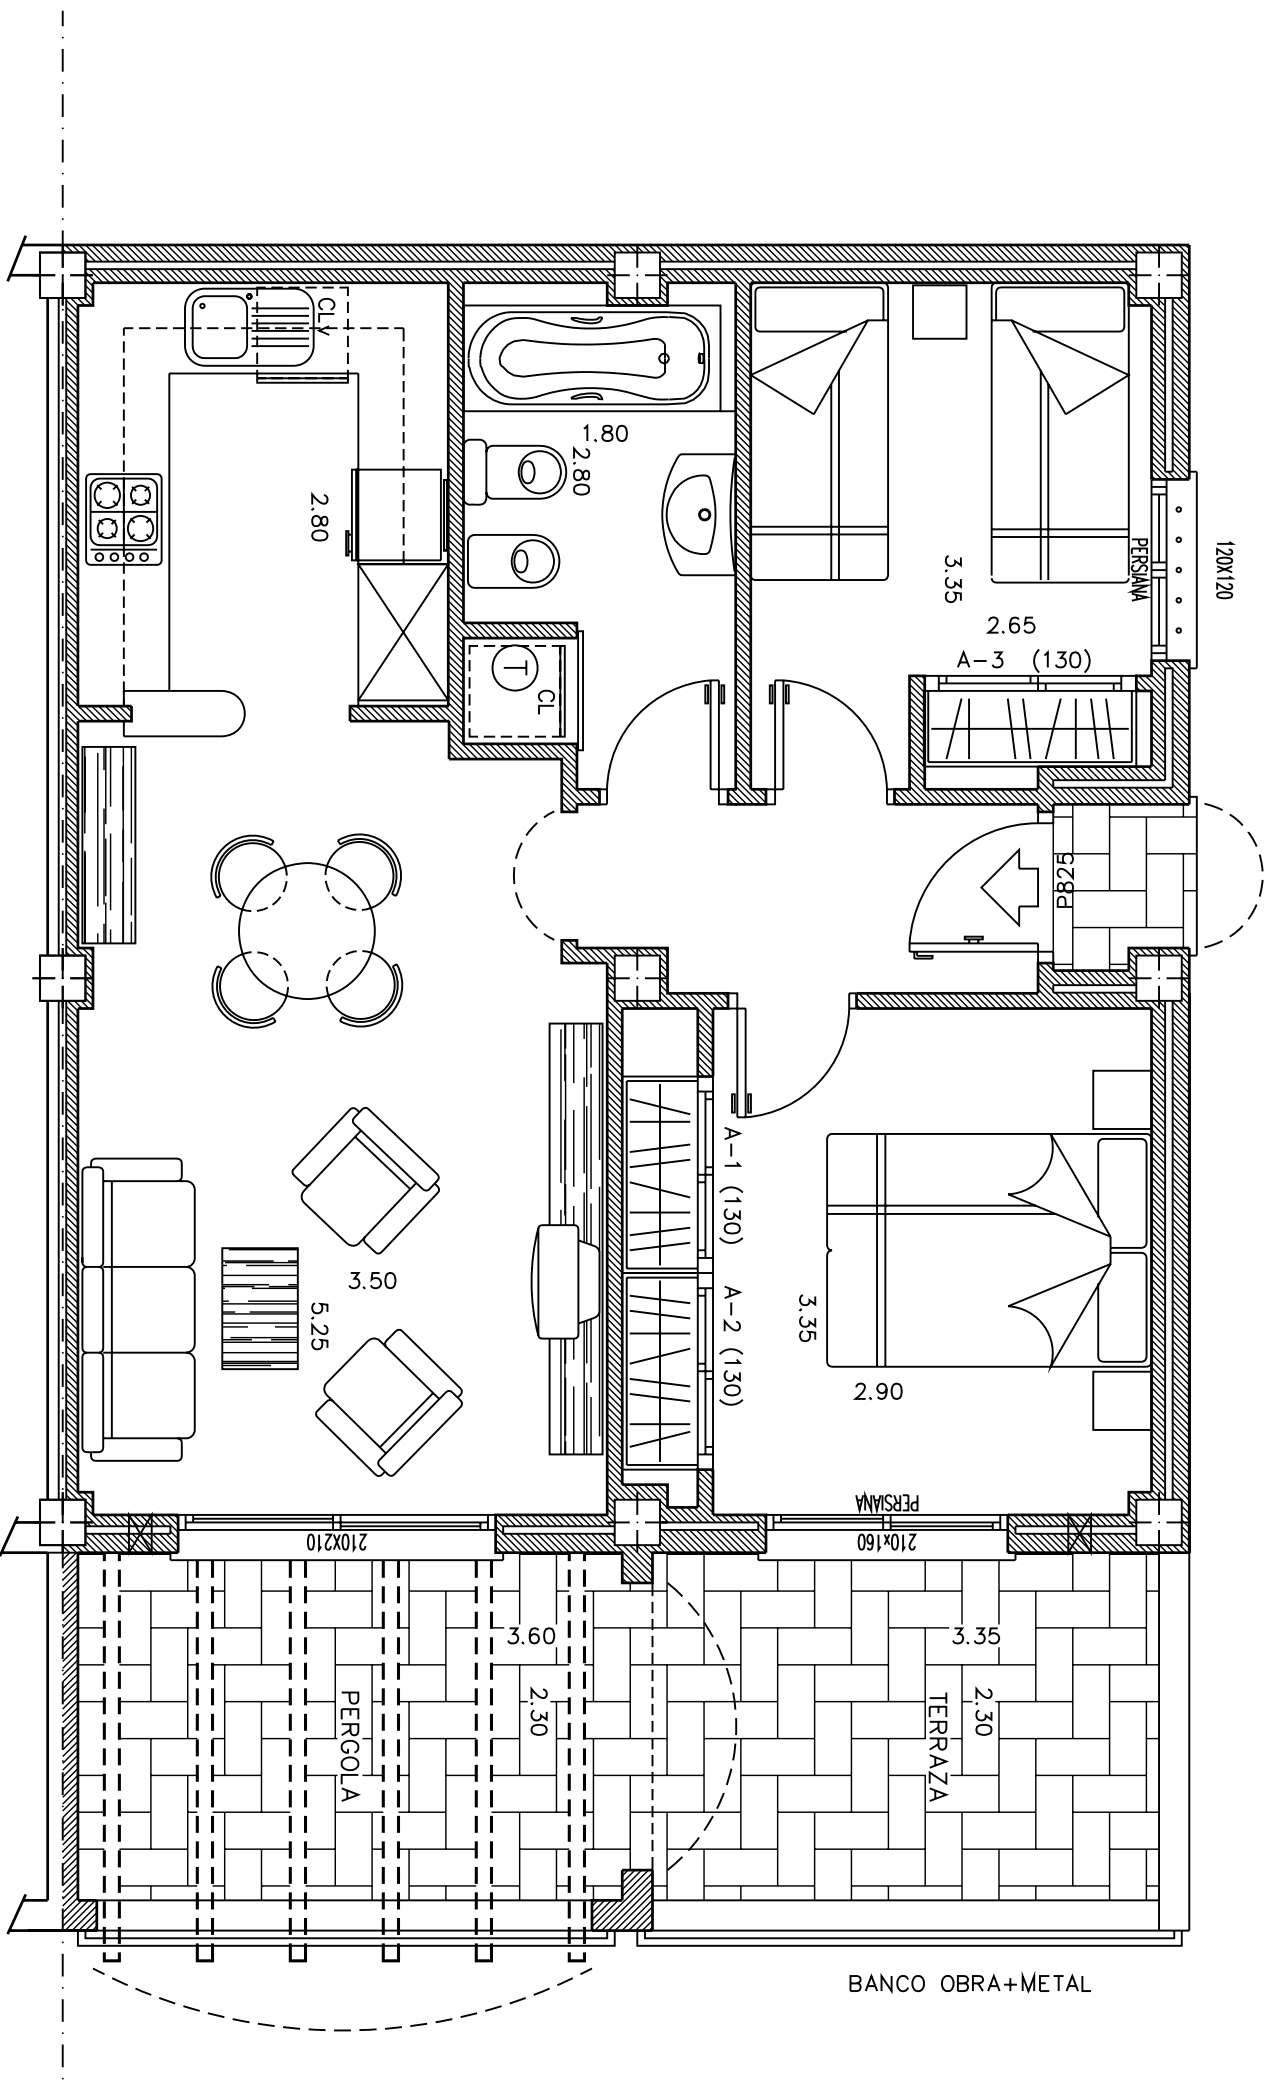 CLv
1.80
2.80
2.80
3.35
PERSIANA
120X120
2.65
A-3 (130)
T
CL
P825
A-1 (130)
3.50
5.25
A-2 (130)
3.35
2.90
PERSIANA
210X210
210x160
3.60
3.35
2.30
2.30
PERGOLA
TERRAZA
BANCO OBRA+METAL